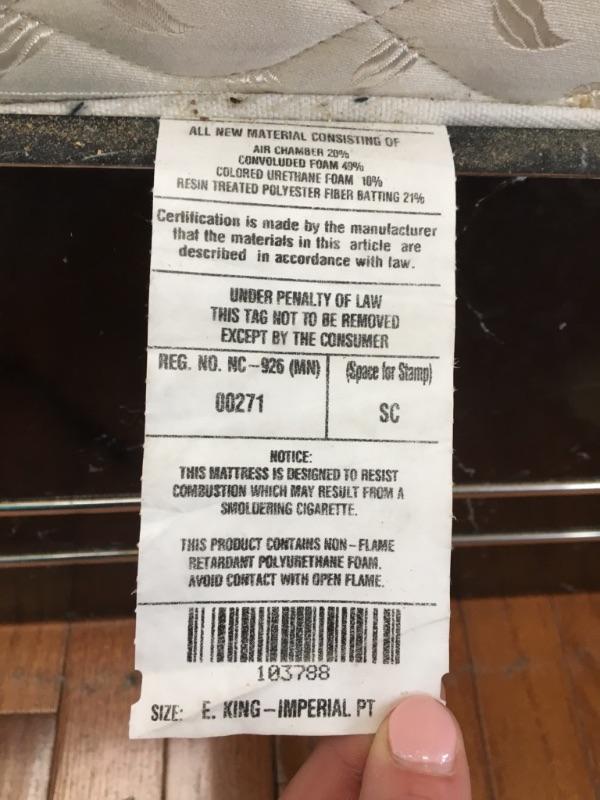 ALL NEW MATERIAL CONSISTING OF
AIR CHAMBER 20%
CONVOLUDED FOAM 49%
COLORED URETHANE FOAM 10%
RESIN TREATED POLYESTER FIBER BATTING 21%
Certification is made by the manufacturer
that the materials in this article are
described in accordance with law.
UNDER PENALTY OF LAW
THIS TAG NOT TO BE REMOVED
EXCEPT BY THE CONSUMER
REG. NO. NC-926 (MN)
00271
(Space for Stamp)
SC
NOTICE:
THIS MATTRESS IS DESIGNED TO RESIST
COMBUSTION WHICH MAY RESULT FROM A
SMOLDERING CIGARETTE.
THIS PRODUCT CONTAINS NON-FLAME
RETARDANT POLYURETHANE FOAM.
AVOID CONTACT WITH OPEN FLAME.
103788
SIZE: E. KING-IMPERIAL PT